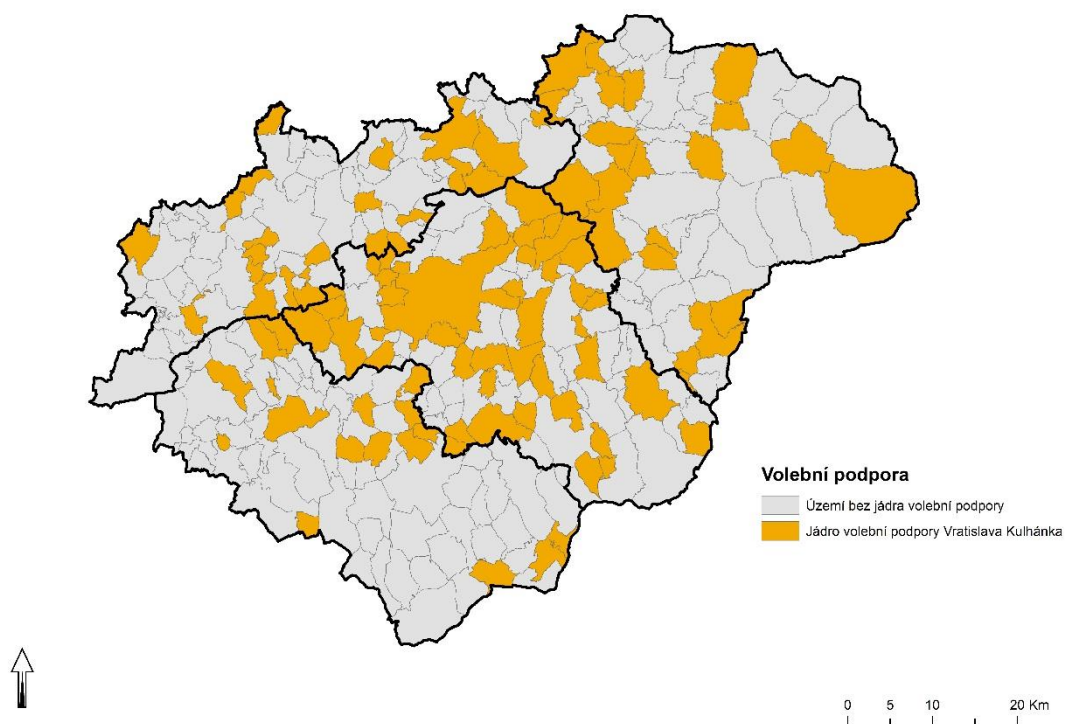 Volební podpora
Území bez jádra volební podpory
Jádro volební podpory Vratislava Kulhánka
0 5 10 20 Km